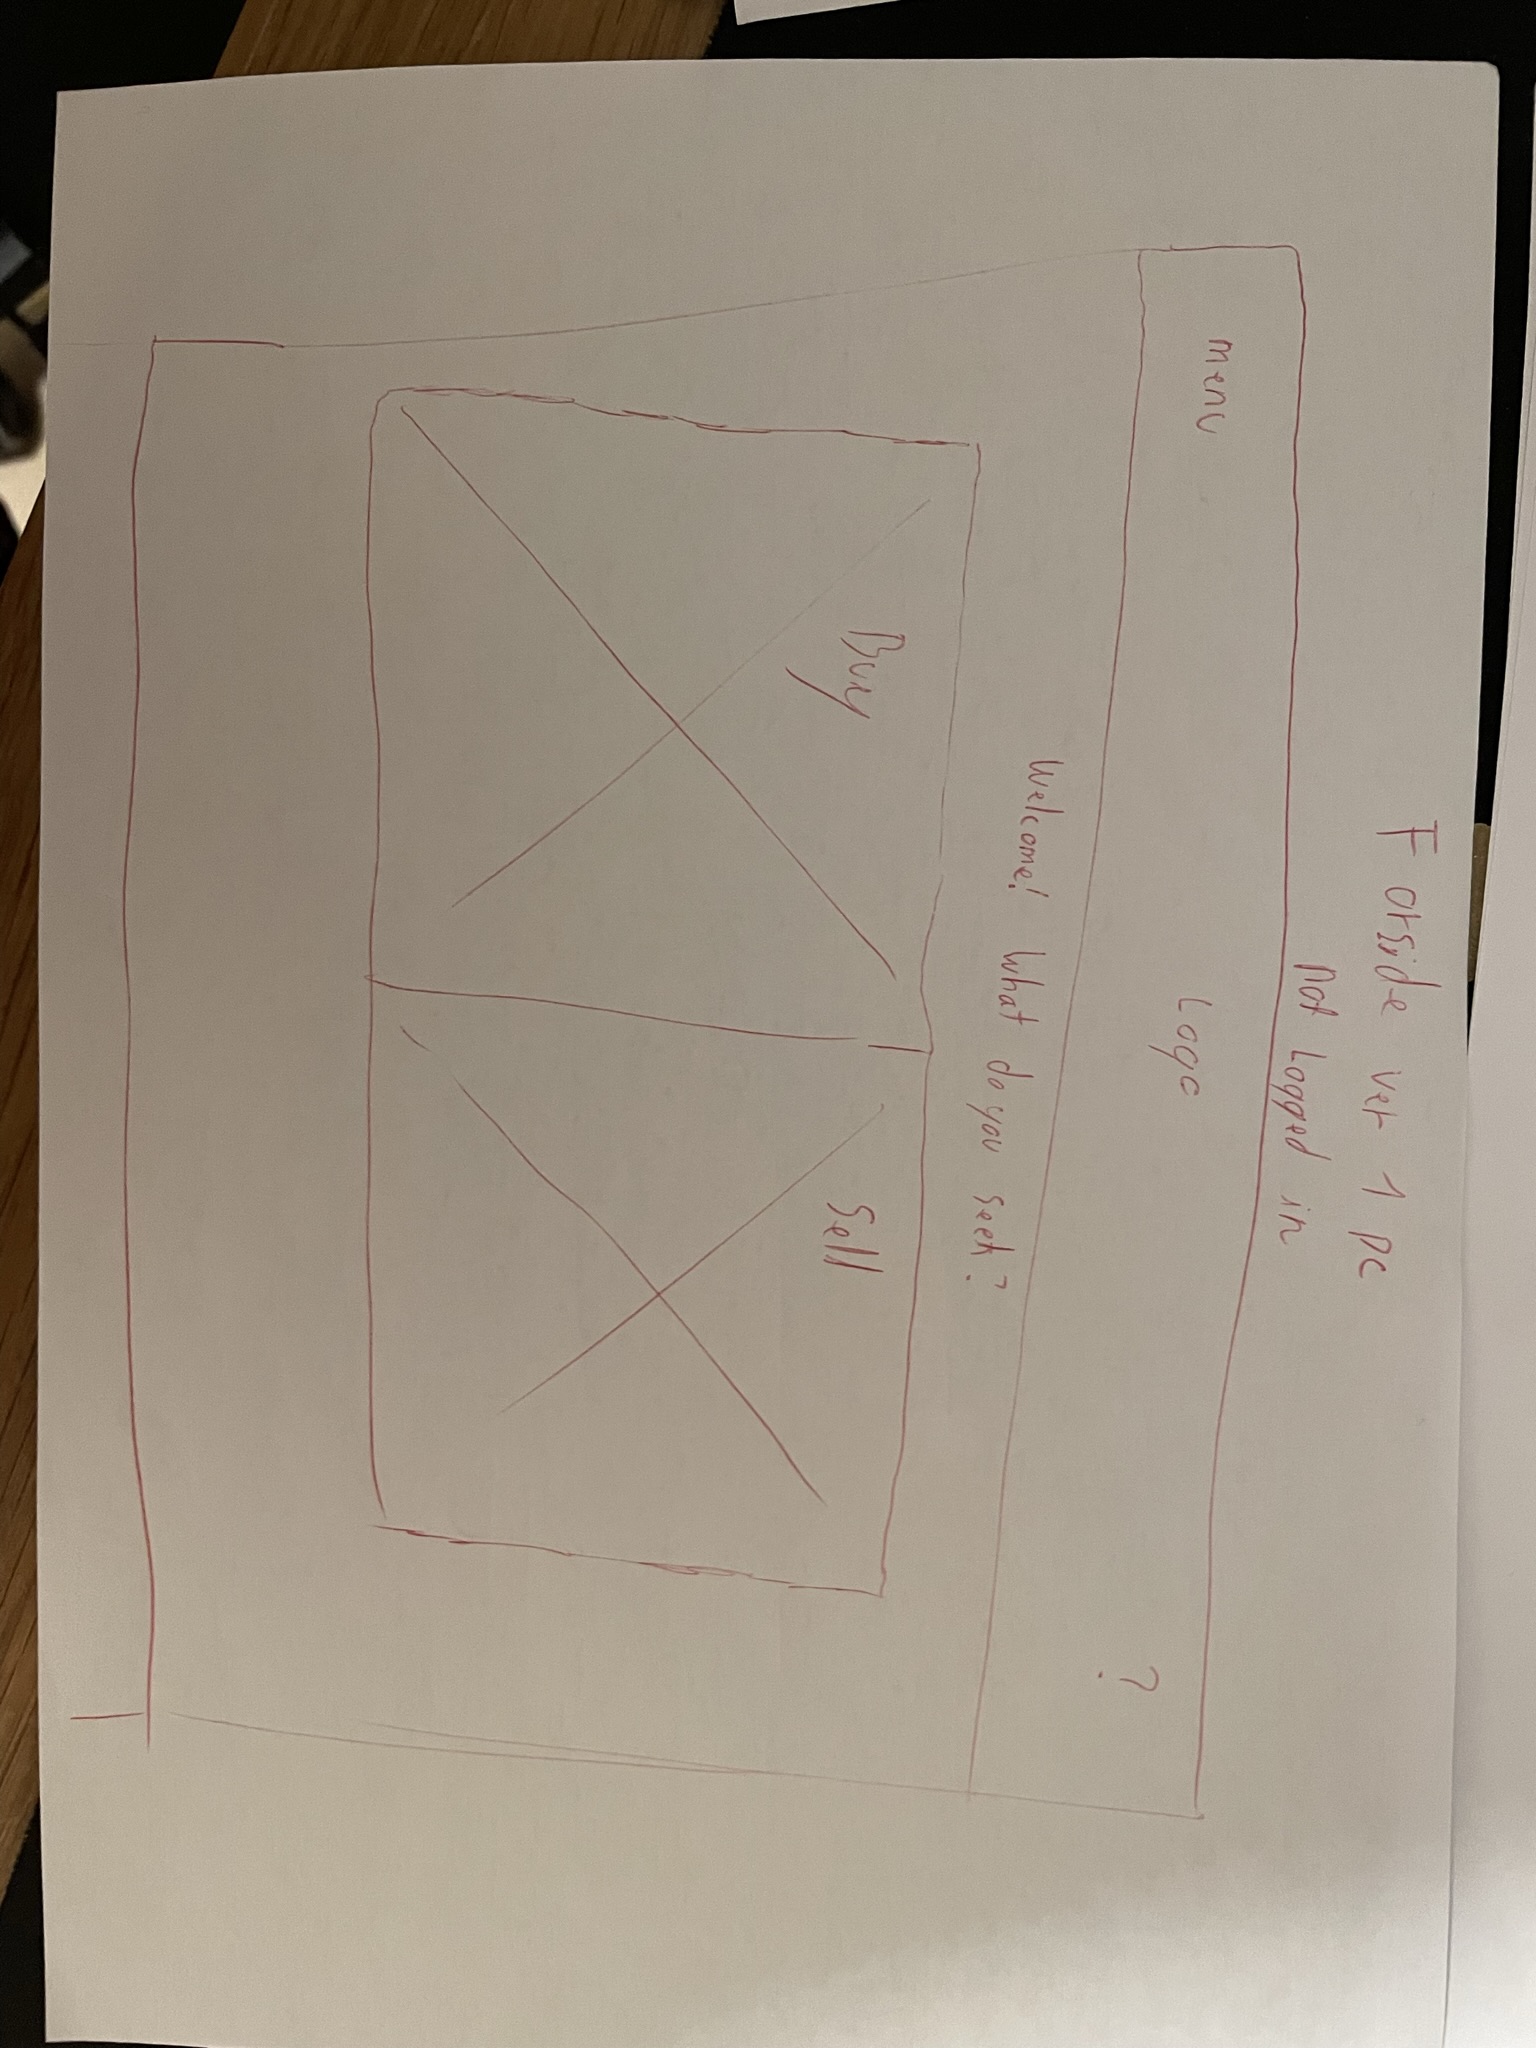 Forside ver 1 pc
not Logged in
menu Logo ?
Welcome! What do you seek?
Buy Sell